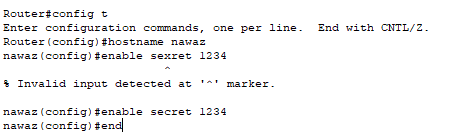 Router#config t
Enter configuration commands, one per line.  End with CNTL/Z.
Router(config)#hostname nawaz
nawaz(config)#enable sexret 1234
                       ^
% Invalid input detected at '^' marker.

nawaz(config)#enable secret 1234
nawaz(config)#end